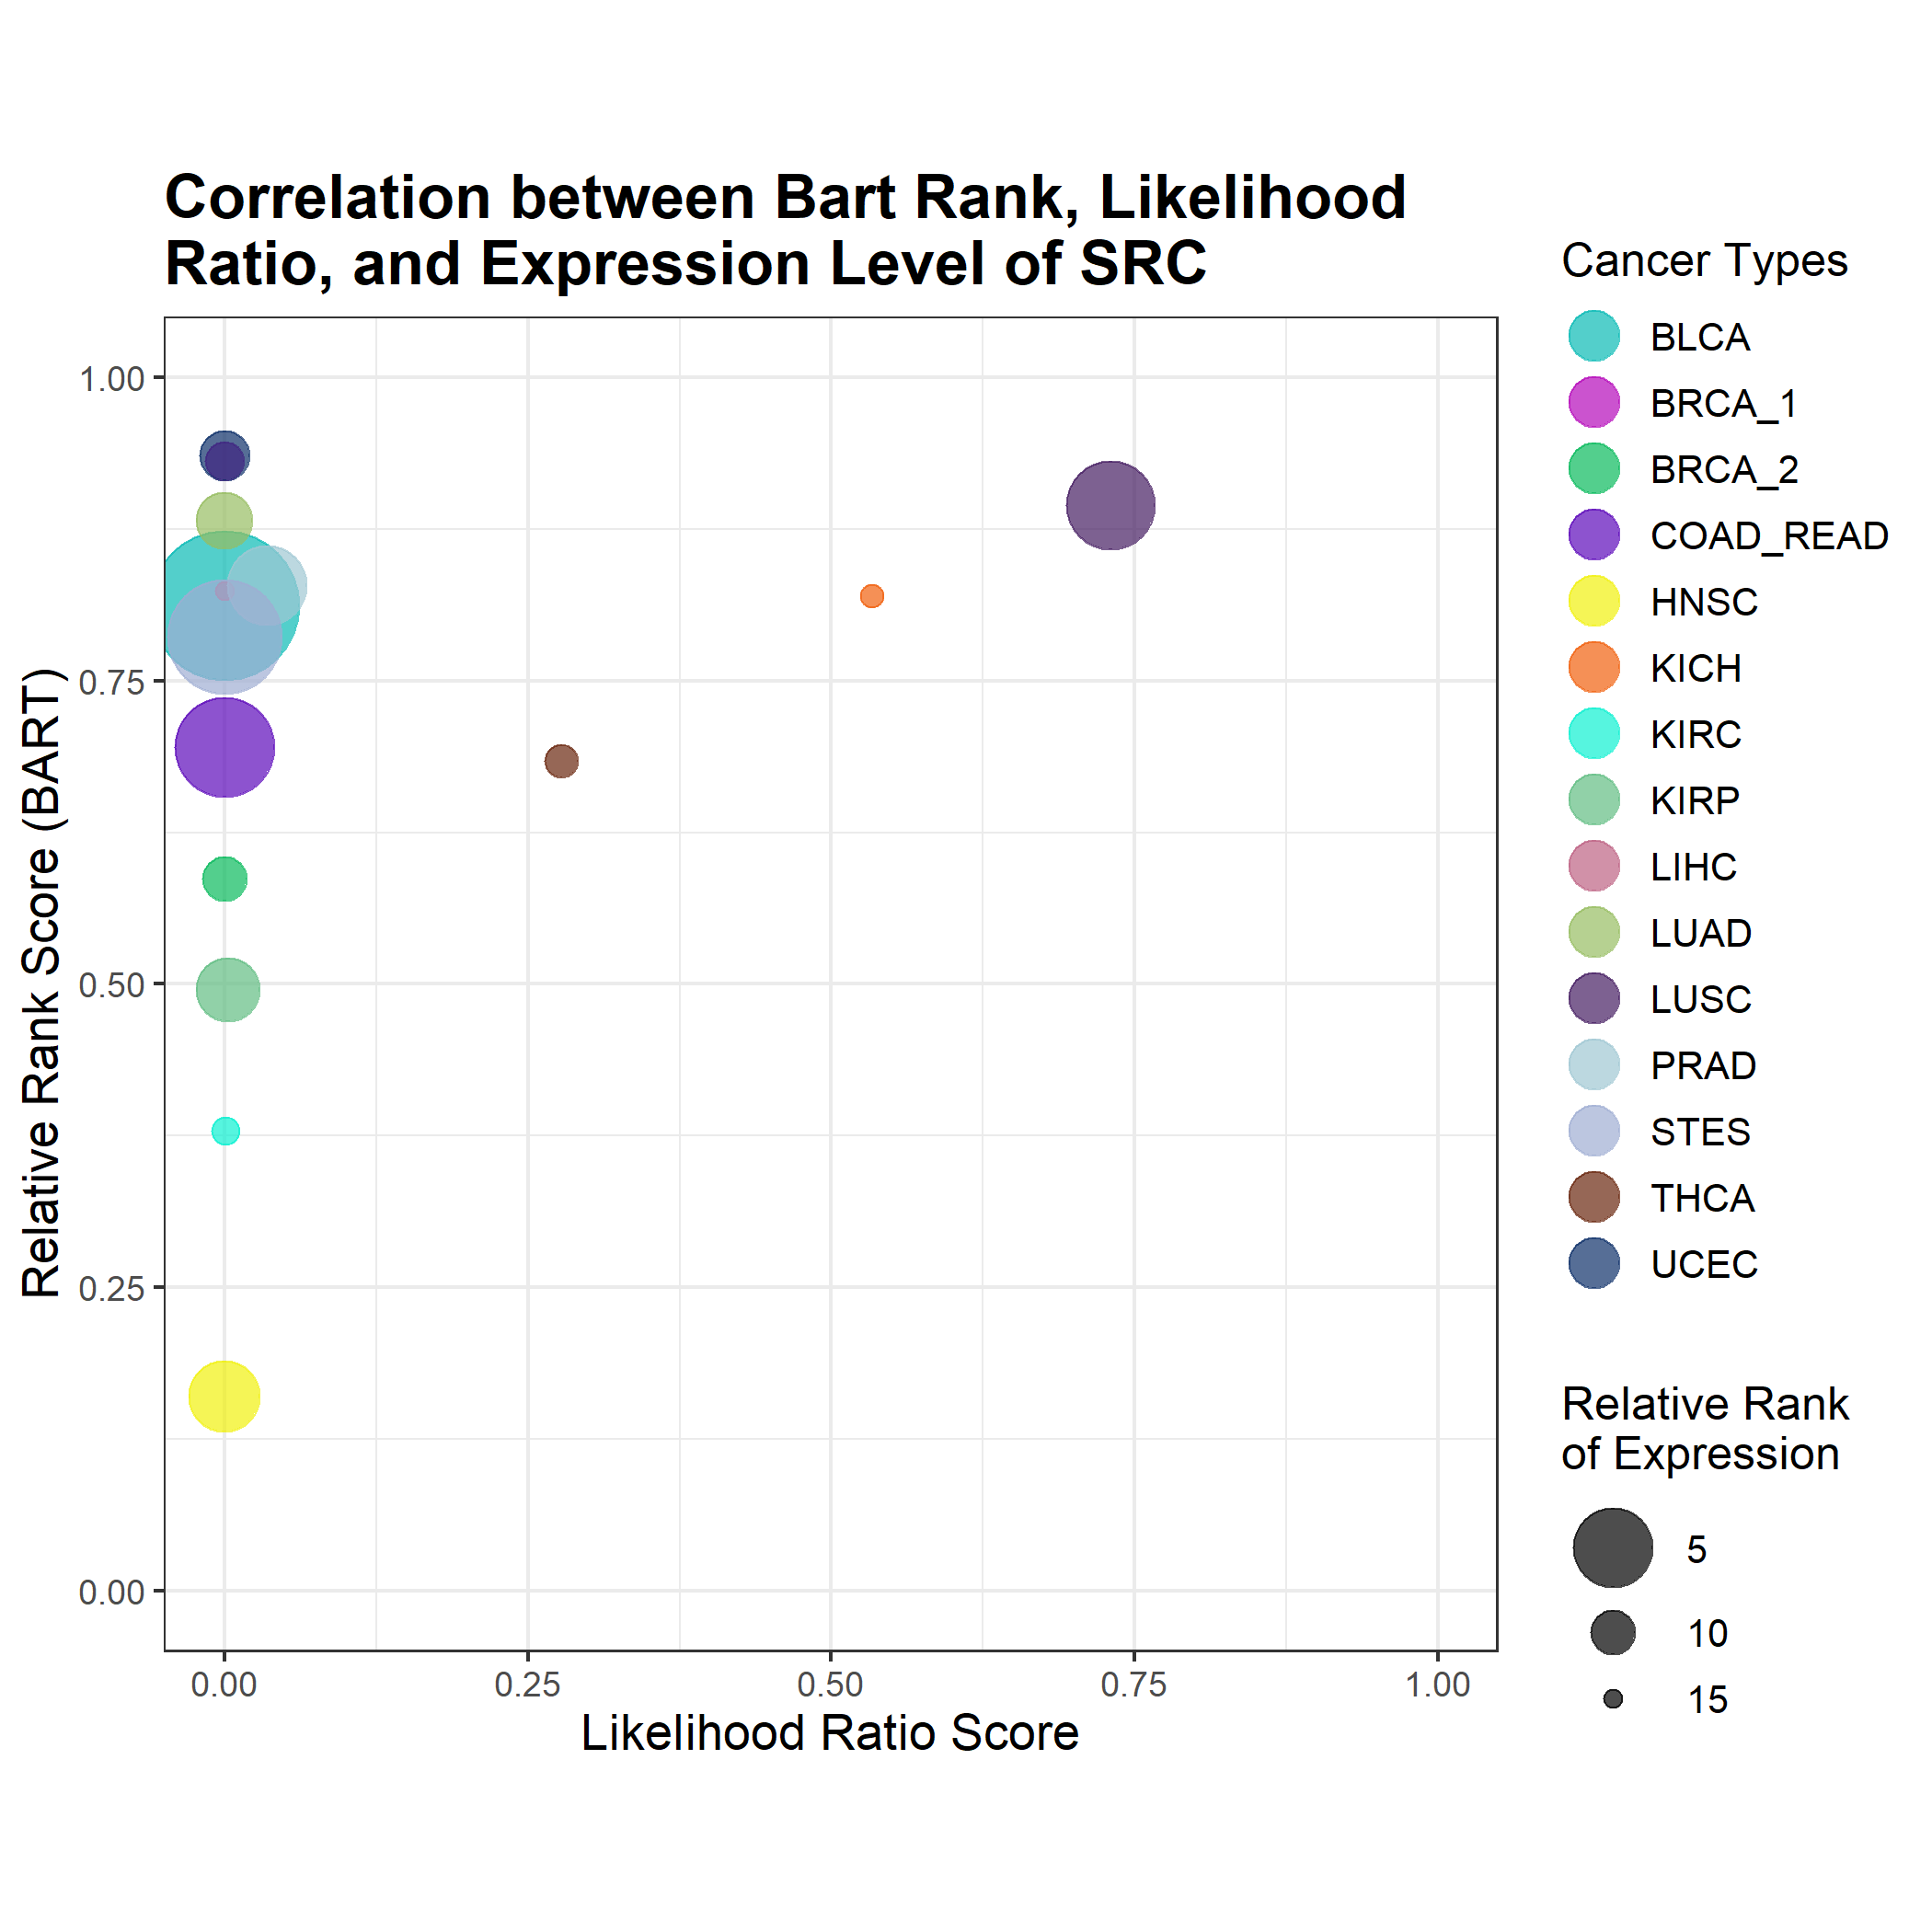 Correlation between Bart Rank, Likelihood
Ratio, and Expression Level of SRC
Relative Rank Score (BART)
1.00
0.75
0.50
0.25
0.00
0.00
0.25
0.50
0.75
1.00
Likelihood Ratio Score
Cancer Types
BLCA
BRCA_1
BRCA_2
COAD_READ
HNSC
KICH
KIRC
KIRP
LIHC
LUAD
LUSC
PRAD
STES
THCA
UCEC
Relative Rank
of Expression
5
10
15